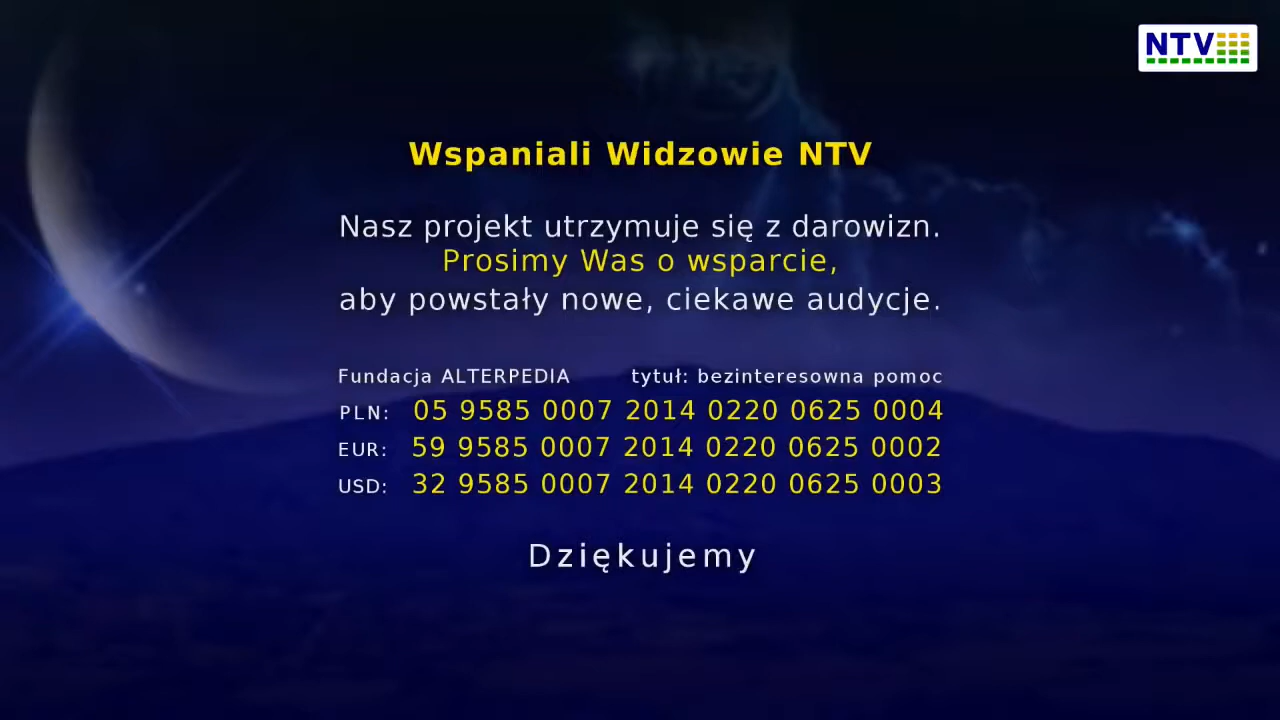 NTV
Wspaniali Widzowie NTV
Nasz projekt utrzymuje się z darowizn.
Prosimy Was o wsparcie,
aby powstały nowe, ciekawe audycje.
Fundacja ALTERPEDIA tytuł: bezinteresowna pomoc
PLN: 05 9585 0007 2014 0220 0625 0004
EUR: 59 9585 0007 2014 0220 0625 0002
USD: 32 9585 0007 2014 0220 0625 0003
Dziękujemy